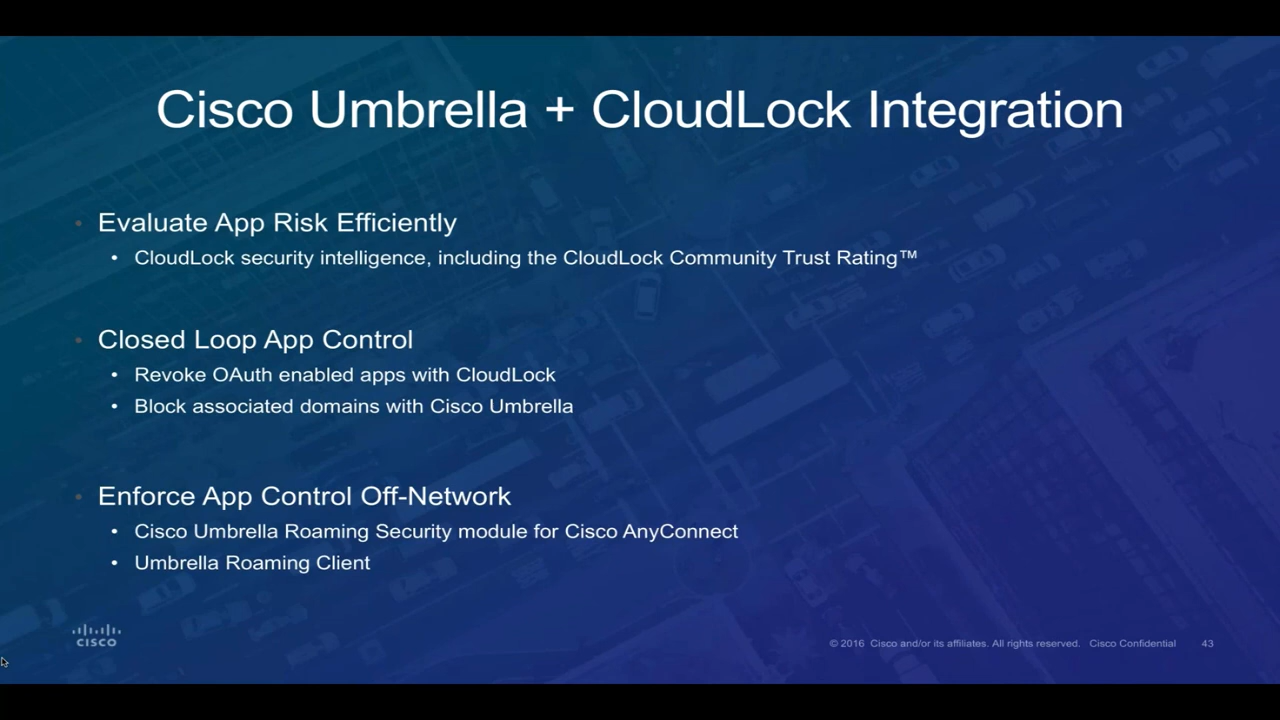 Cisco Umbrella + CloudLock Integration
• Evaluate App Risk Efficiently
• CloudLock security intelligence, including the CloudLock Community Trust Rating™
• Closed Loop App Control
• Revoke OAuth enabled apps with CloudLock
• Block associated domains with Cisco Umbrella
• Enforce App Control Off-Network
• Cisco Umbrella Roaming Security module for Cisco AnyConnect
• Umbrella Roaming Client
CISCO
© 2016 Cisco and/or its affiliates. All rights reserved. Cisco Confidential 43